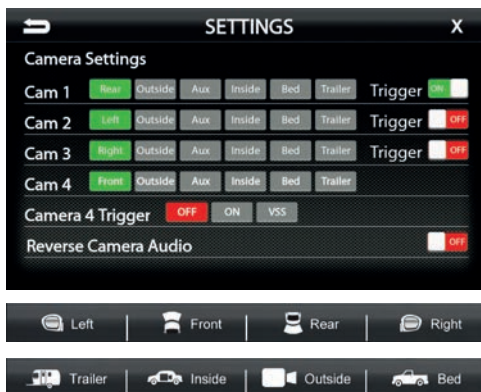 SETTINGS X
Camera Settings
Cam 1 Rear Outside Aux Inside Bed Trailer Trigger ON
Cam 2 Left Outside Aux Inside Bed Trailer Trigger OFF
Cam 3 Right Outside Aux Inside Bed Trailer Trigger OFF
Cam 4 Front Outside Aux Inside Bed Trailer
Camera 4 Trigger OFF ON VSS
Reverse Camera Audio OFF
Left Front Rear Right
Trailer Inside Outside Bed